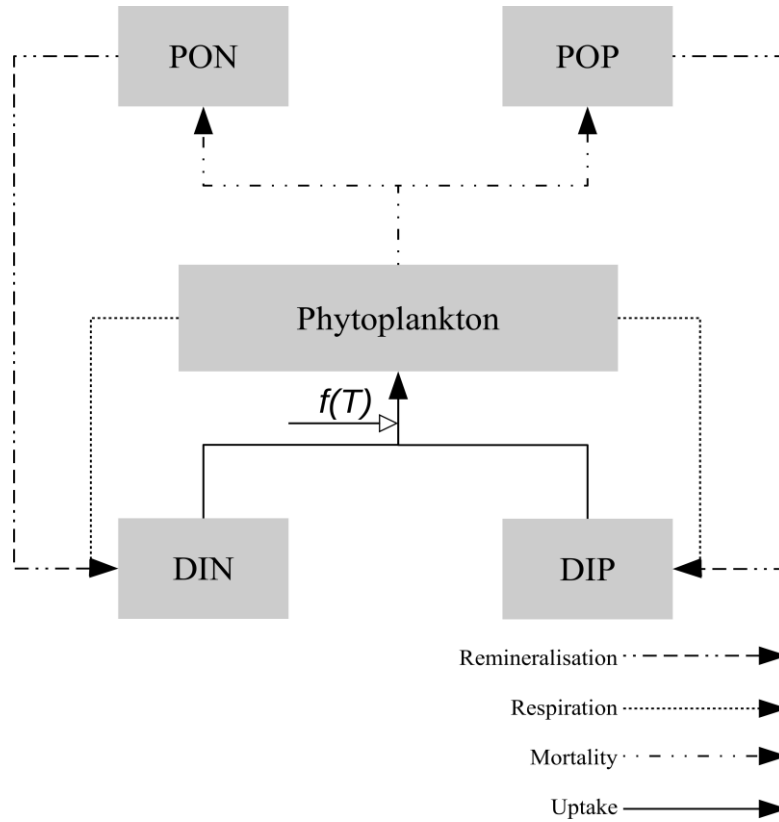 PON
POP
Phytoplankton
f(T)
DIN
DIP
Remineralisation
Respiration
Mortality
Uptake